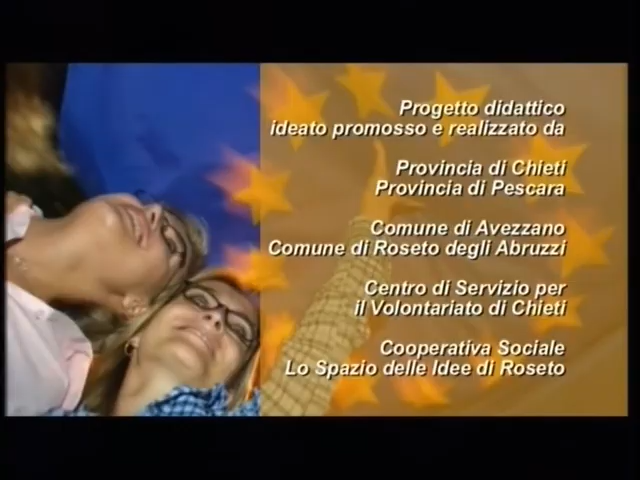 Progetto didattico
ideato promosso e realizzato da
Provincia di Chieti
Provincia di Pescara
Comune di Avezzano
Comune di Roseto degli Abruzzi
Centro di Servizio per
il Volontariato di Chieti
Cooperativa Sociale
Lo Spazio delle Idee di Roseto